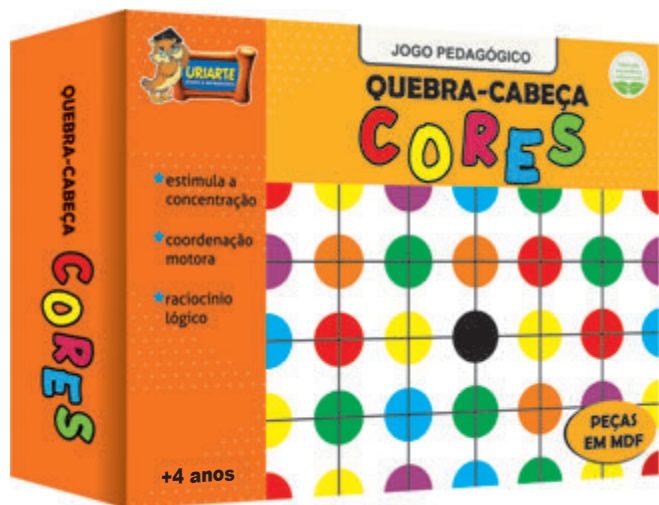 JOGO PEDAGÓGICO
QUEBRA-CABEÇA
CORES
URIARTE
estimula a
concentração
coordenação
motora
raciocínio
lógico
+4 anos
PEÇAS
EM MDF
QUEBRA-CABEÇA
CORES